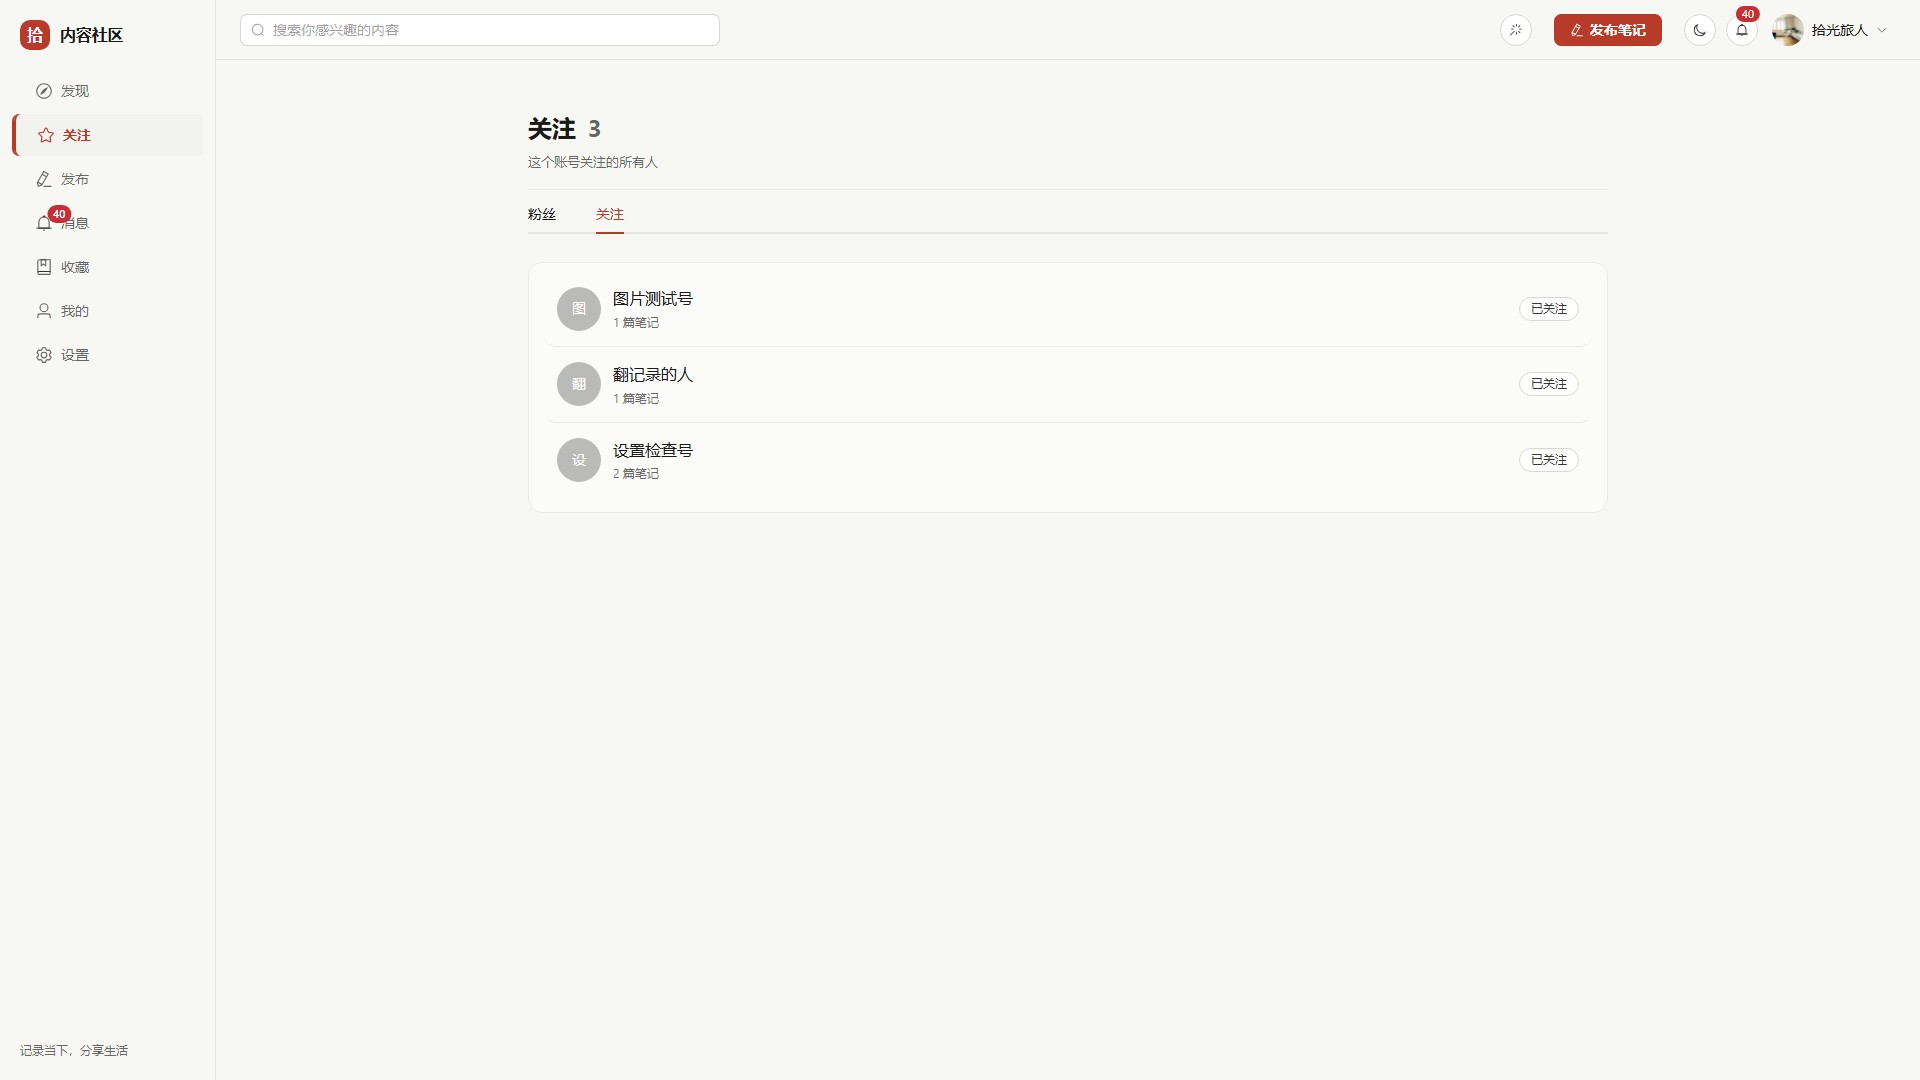 拾 内容社区
搜索你感兴趣的内容
发布笔记
40
拾光旅人
发现
关注
发布
40
消息
收藏
我的
设置
关注 3
这个账号关注的所有人
粉丝 关注
图
图片测试号
1 篇笔记
已关注
翻
翻记录的人
1 篇笔记
已关注
设
设置检查号
2 篇笔记
已关注
记录当下，分享生活